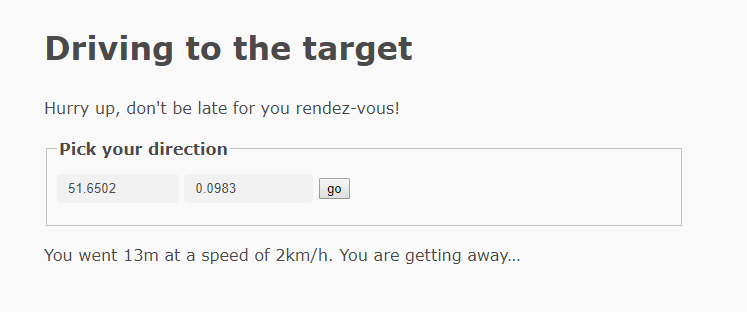 Driving to the target
Hurry up, don't be late for you rendez-vous!
Pick your direction
51.6502 0.0983 go
You went 13m at a speed of 2km/h. You are getting away...